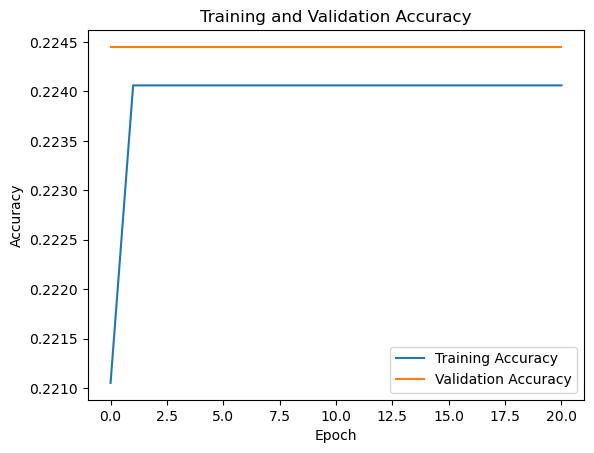 Training and Validation Accuracy
0.2245
0.2240
0.2235
0.2230
0.2225
0.2220
0.2215
0.2210
Accuracy
Training Accuracy
Validation Accuracy
0.0 2.5 5.0 7.5 10.0 12.5 15.0 17.5 20.0
Epoch